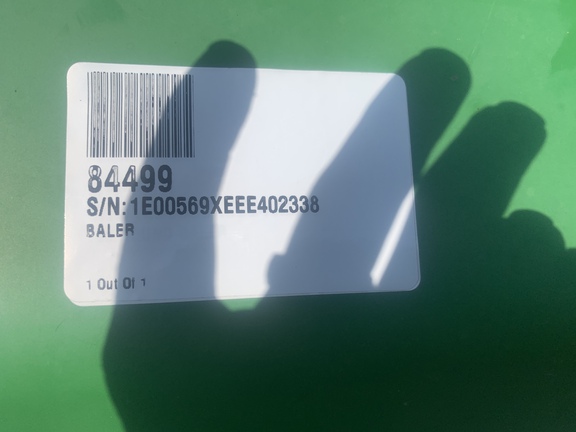 84499
S/N:1E00569XEEE402338
BALER
1 Out Of 1